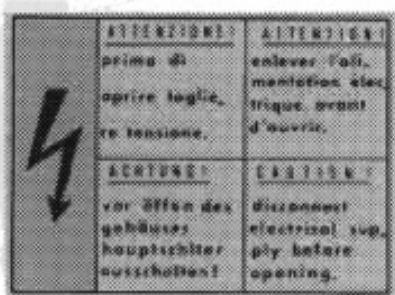 ATTENZIONE!
prima di
aprire toglie,
re tensione.
ATTENTION!
enlever l'ali,
mentation elec,
trique avant
d'ouvrir.
ACHTUNG!
vor öffen des
gehäuses
hauptschlter
ausschalten!
CAUTION!
disconnect
electrical sup,
ply before
opening.